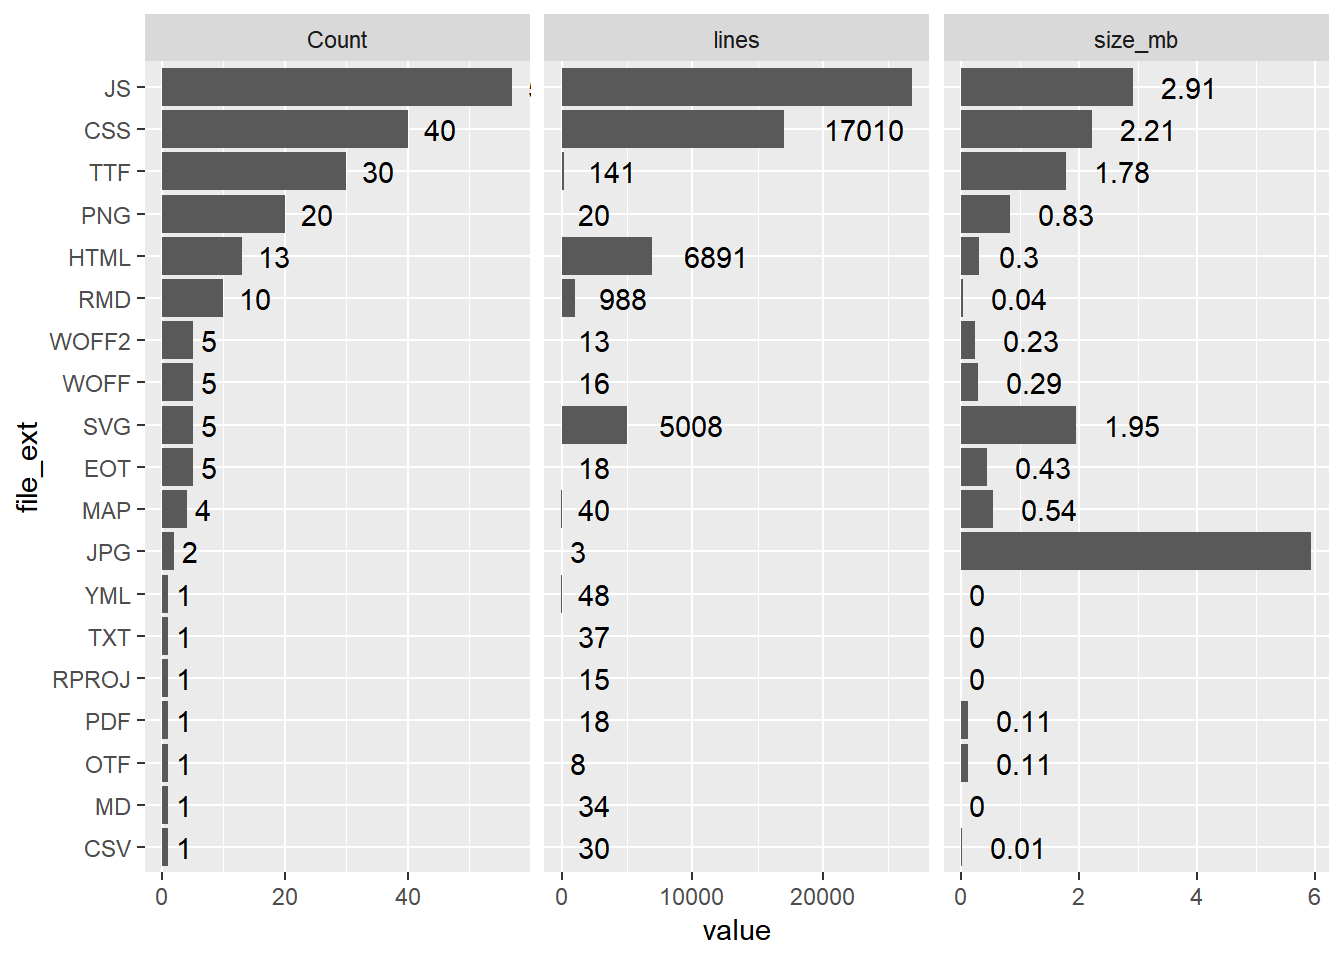 Count lines size_mb
JS 2.91
CSS 40 17010 2.21
TTF 30 141 1.78
PNG 20 20 0.83
HTML 13 6891 0.3
RMD 10 988 0.04
WOFF2 5 13 0.23
WOFF 5 16 0.29
SVG 5 5008 1.95
EOT 5 18 0.43
MAP 4 40 0.54
JPG 2 3
YML 1 48 0
TXT 1 37 0
RPROJ 1 15 0
PDF 1 18 0.11
OTF 1 8 0.11
MD 1 34 0
CSV 1 30 0.01
file_ext
0 20 40 0 10000 20000 0 2 4 6
value